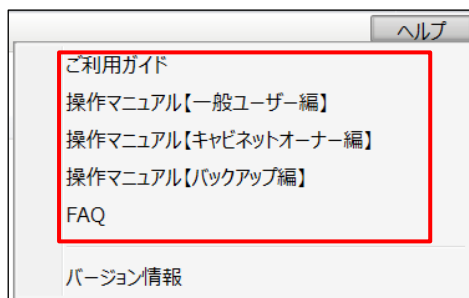 ヘルプ
ご利用ガイド
操作マニュアル【一般ユーザー編】
操作マニュアル【キャビネットオーナー編】
操作マニュアル【バックアップ編】
FAQ
バージョン情報